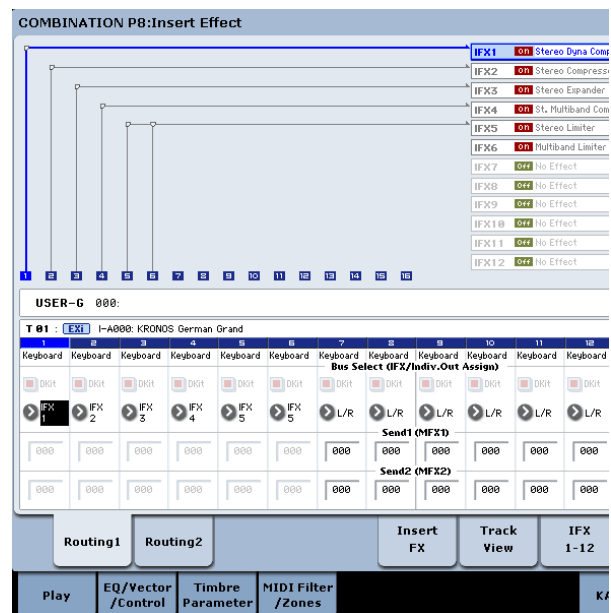 COMBINATION P8:Insert Effect
IFX1 On Stereo Dyna Comp
IFX2 On Stereo Compresso
IFX3 On Stereo Expander
IFX4 On St. Multiband Com
IFX5 On Stereo Limiter
IFX6 On Multiband Limiter
IFX7 Off No Effect
IFX8 Off No Effect
IFX9 Off No Effect
IFX10 Off No Effect
IFX11 Off No Effect
IFX12 Off No Effect
1 2 3 4 5 6 7 8 9 10 11 12 13 14 15 16
USER-G 000:
T 01 : EXi I-A000: KRONOS German Grand
1 2 3 4 5 6 7 8 9 10 11 12
Keyboard Keyboard Keyboard Keyboard Keyboard Keyboard Keyboard Keyboard Keyboard Keyboard Keyboard Keyboard
Bus Select (IFX/Indiv.Out Assign)
DKit DKit DKit DKit DKit DKit DKit DKit DKit DKit DKit DKit
IFX 1 IFX 2 IFX 3 IFX 4 IFX 5 IFX 5 L/R L/R L/R L/R L/R L/R
Send1 (MFX1)
000 000 000 000 000 000 000 000 000 000 000 000
Send2 (MFX2)
000 000 000 000 000 000 000 000 000 000 000 000
Routing1 Routing2 Insert FX Track View IFX 1-12
Play EQ/Vector /Control Timbre Parameter MIDI Filter /Zones KA